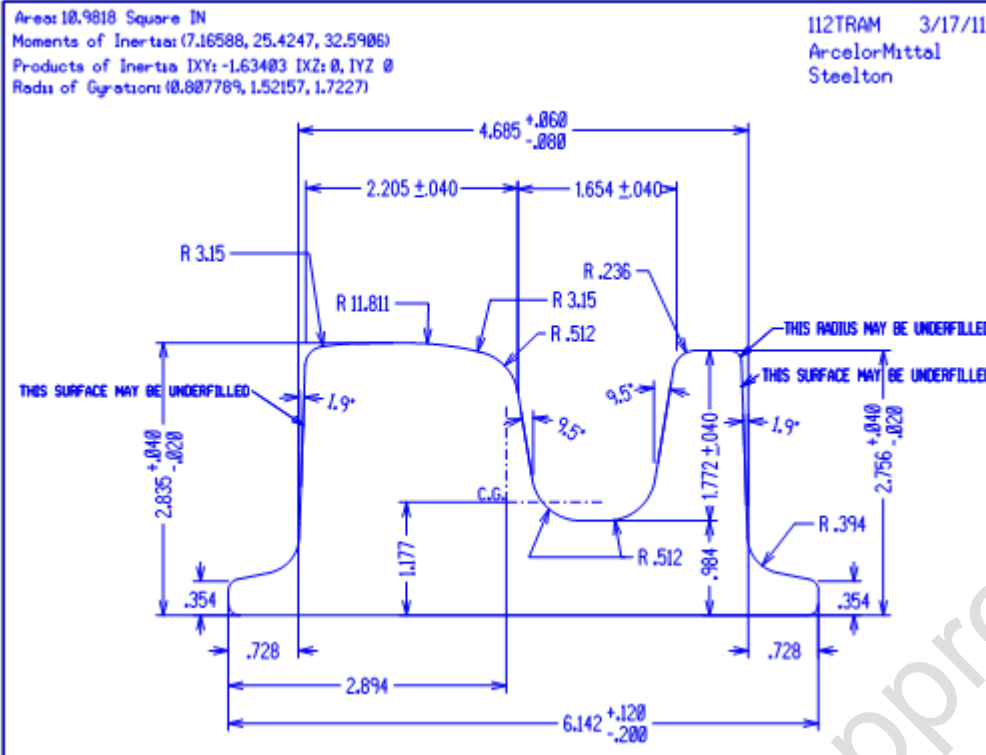 Area: 10.9818 Square IN
Moments of Inertia: (7.16588, 25.4247, 32.5906)
Products of Inertia IXY: -1.63403 IXZ: 0, IYZ 0
Radii of Gyration: (0.807789, 1.52157, 1.7227)
112TRAM 3/17/11
ArcelorMittal
Steelton
4.685 +.060 -.080
2.205 ±.040
1.654 ±.040
R 3.15
R .236
R 11.811
R 3.15
R .512
THIS RADIUS MAY BE UNDERFILLED
THIS SURFACE MAY BE UNDERFILLED
THIS SURFACE MAY BE UNDERFILLED
1.9°
9.5°
9.5°
1.9°
2.835 +.040 -.020
1.772 ±.040
2.756 +.040 -.020
C.G.
R .394
1.177
R .512
.984
.354
.354
.728
.728
2.894
6.142 +.120 -.200